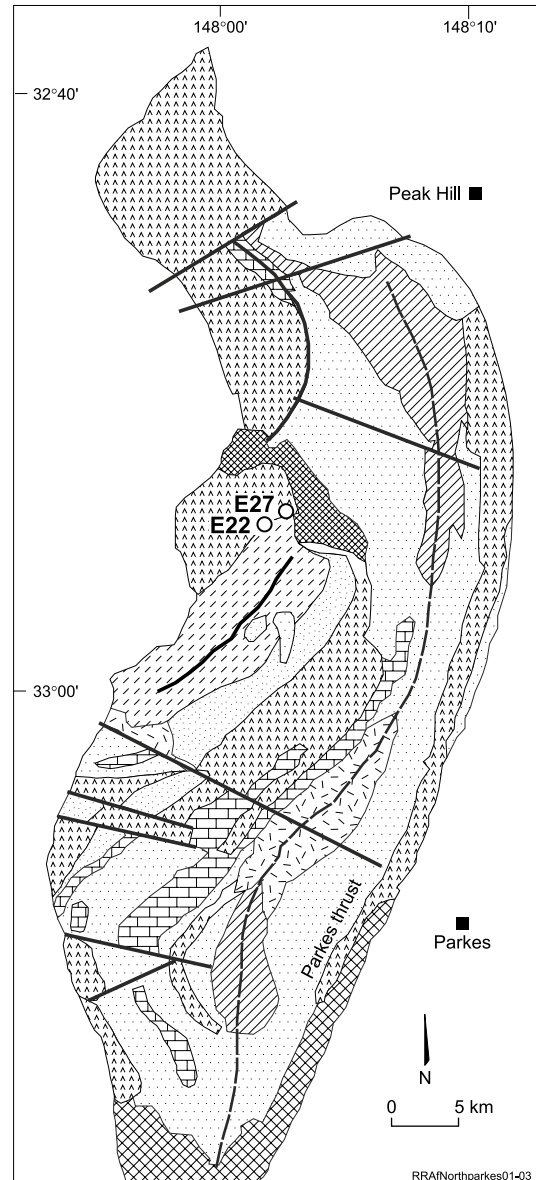 148°00'
148°10'
32°40'
Peak Hill
E27
E22
33°00'
Parkes thrust
Parkes
N
0
5 km
RRAfNorthparkes01-03